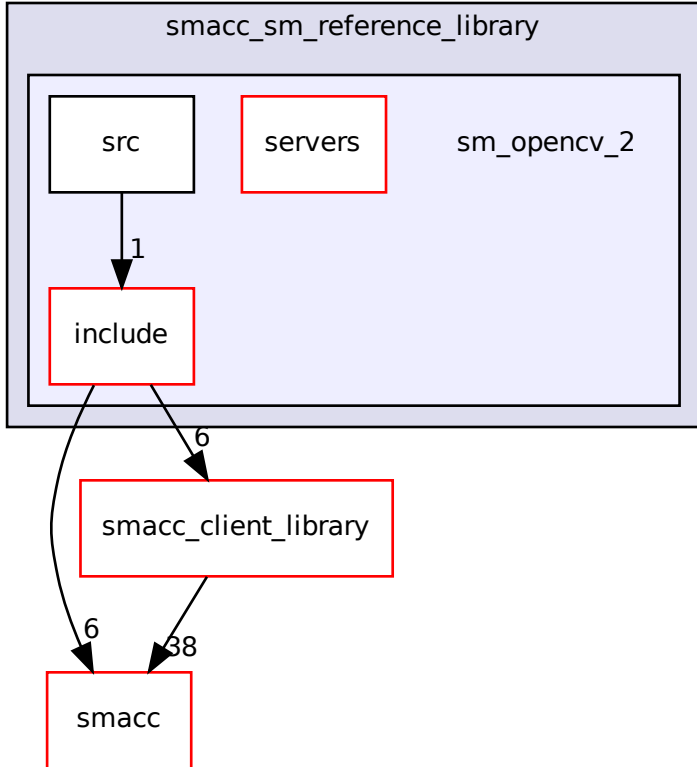 smacc_sm_reference_library
src
servers
sm_opencv_2
1
include
6
smacc_client_library
6
38
smacc